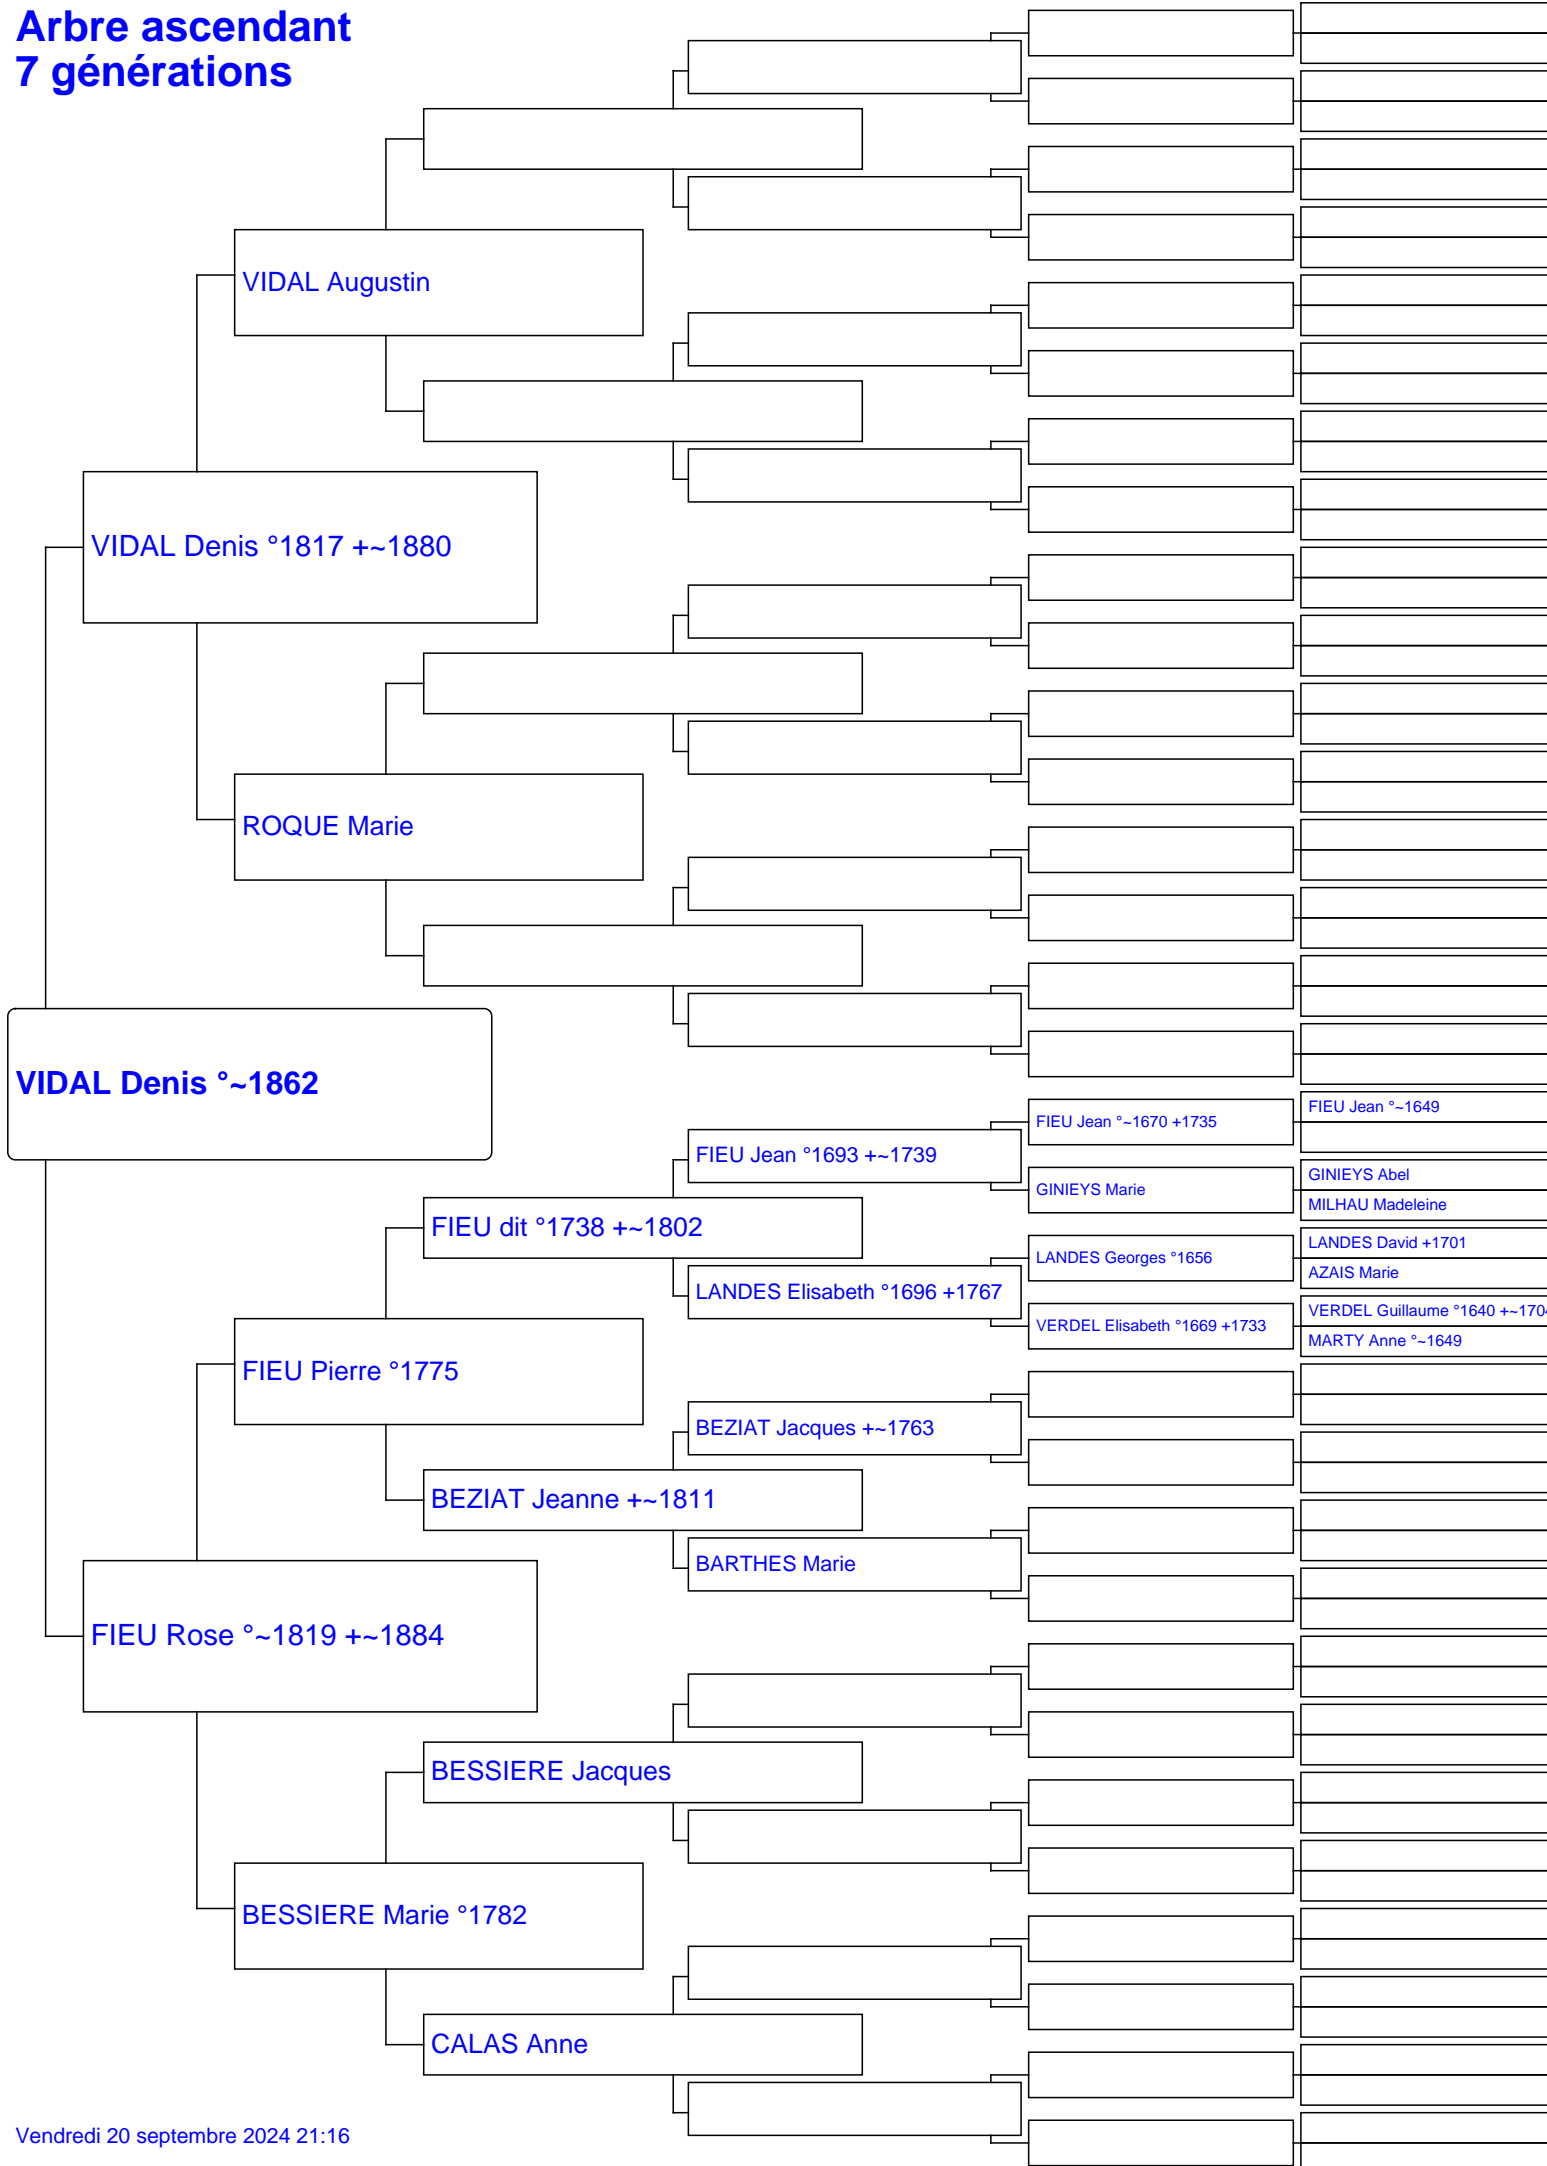 Arbre ascendant
7 générations
VIDAL Augustin
VIDAL Denis °1817 +~1880
ROQUE Marie
VIDAL Denis °~1862
FIEU Jean °~1649
FIEU Jean °~1670 +1735
FIEU Jean °1693 +~1739
GINIEYS Abel
GINIEYS Marie
MILHAU Madeleine
FIEU dit °1738 +~1802
LANDES David +1701
LANDES Georges °1656
AZAIS Marie
LANDES Elisabeth °1696 +1767
VERDEL Guillaume °1640 +~1704
VERDEL Elisabeth °1669 +1733
MARTY Anne °~1649
FIEU Pierre °1775
BEZIAT Jacques +~1763
BEZIAT Jeanne +~1811
BARTHES Marie
FIEU Rose °~1819 +~1884
BESSIERE Jacques
BESSIERE Marie °1782
CALAS Anne
Vendredi 20 septembre 2024 21:16